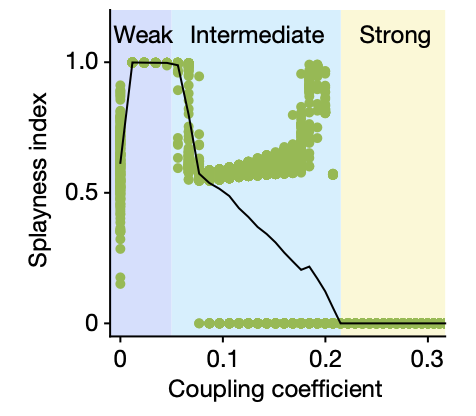 Weak Intermediate Strong
1.0
0.5
0
Splayness index
0 0.1 0.2 0.3
Coupling coefficient